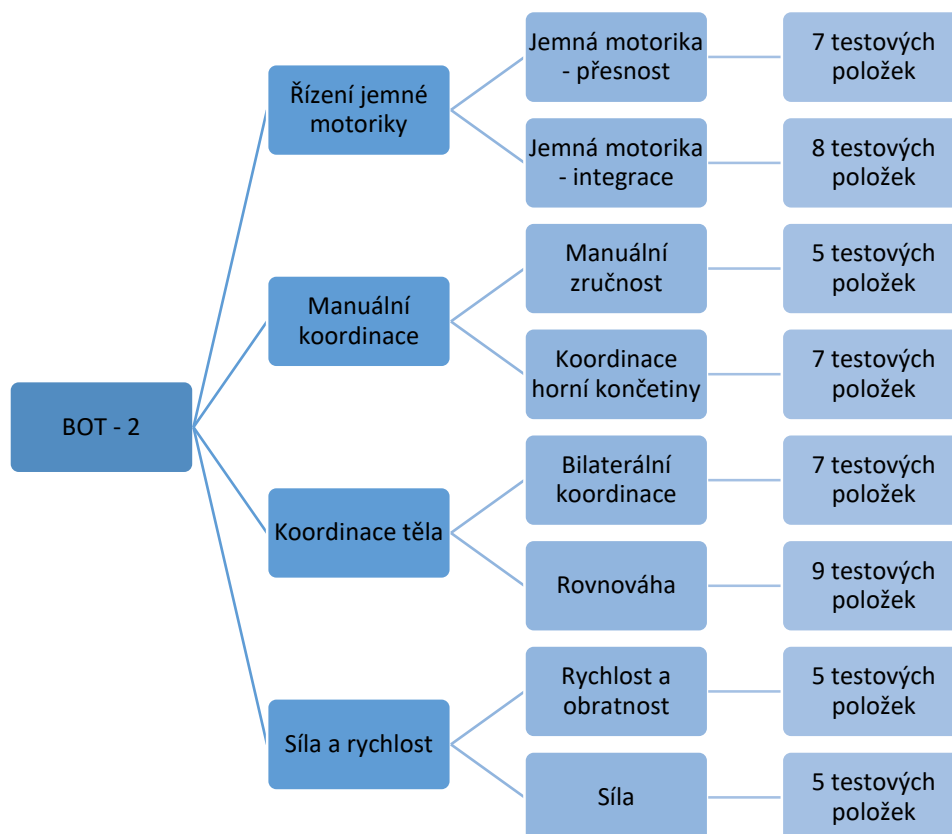 BOT - 2
Řízení jemné
motoriky
Jemná motorika
- přesnost
7 testových
položek
Jemná motorika
- integrace
8 testových
položek
Manuální
koordinace
Manuální
zručnost
5 testových
položek
Koordinace
horní končetiny
7 testových
položek
Koordinace těla
Bilaterální
koordinace
7 testových
položek
Rovnováha
9 testových
položek
Síla a rychlost
Rychlost a
obratnost
5 testových
položek
Síla
5 testových
položek